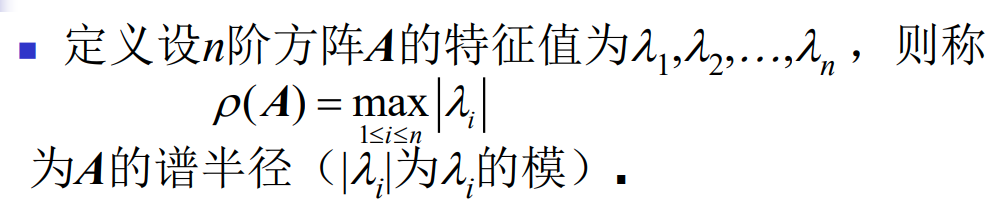 ▪ 定义设n阶方阵A的特征值为λ₁,λ₂,…,λₙ，则称
ρ(A) = max |λᵢ|
1≤i≤n
为A的谱半径（|λᵢ|为λᵢ的模）．